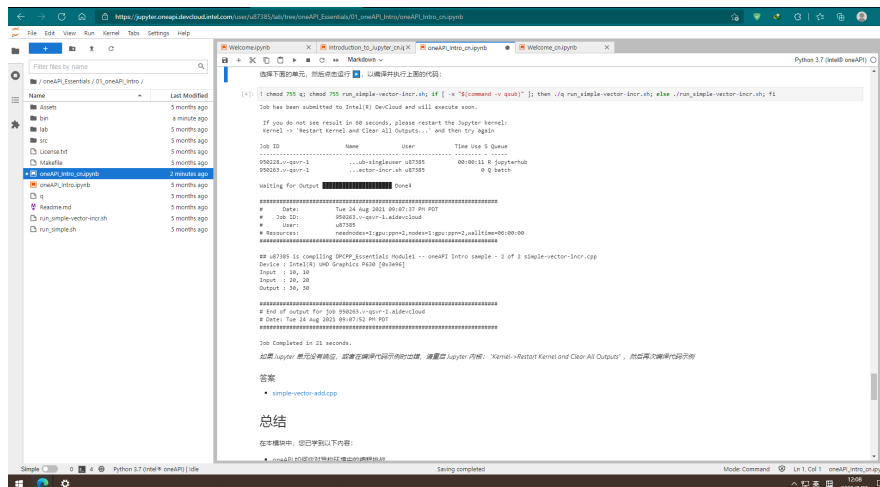 https://jupyter.oneapi.devcloud.intel.com/user/u87385/lab/tree/oneAPI_Essentials/01_oneAPI_Intro/oneAPI_Intro_cn.ipynb
File Edit View Run Kernel Tabs Settings Help
Welcome.ipynb
oneAPI_Intro_cn.ipynb
Welcome_cn.ipynb
Filter files by name
Markdown
Python 3.7 (Intel® oneAPI)
/ oneAPI_Essentials / 01_oneAPI_Intro /
Name Last Modified
Assets 5 months ago
bin a minute ago
lab 5 months ago
src 5 months ago
License.txt 5 months ago
Makefile 5 months ago
oneAPI_Intro_cn.ipynb 2 minutes ago
oneAPI_Intro.ipynb 5 months ago
q 5 months ago
Readme.md 5 months ago
run_simple-vector-incr.sh 5 months ago
run_simple.sh 5 months ago
选择下面的单元，然后点击运行 ，以编译并执行上面的代码：
[4]: ! chmod 755 q; chmod 755 run_simple-vector-incr.sh; if [ -x "$(command -v qsub)" ]; then ./q run_simple-vector-incr.sh; else ./run_simple-vector-incr.sh; fi
Job has been submitted to Intel(R) DevCloud and will execute soon.
If you do not see result in 60 seconds, please restart the Jupyter kernel:
Kernel -> 'Restart Kernel and Clear All Outputs...' and then try again
Job ID Name User Time Use S Queue
950228.v-qsvr-1 ...ub-singleuser u87385 00:00:11 R jupyterhub
950263.v-qsvr-1 ...ector-incr.sh u87385 0 Q batch
Waiting for Output Done⬇
########################################################################
# Date: Tue 24 Aug 2021 09:07:37 PM PDT
# Job ID: 950263.v-qsvr-1.aidevcloud
# User: u87385
# Resources: neednodes=1:gpu:ppn=2,nodes=1:gpu:ppn=2,walltime=06:00:00
########################################################################
## u87385 is compiling DPCPP_Essentials Module1 -- oneAPI Intro sample - 2 of 2 simple-vector-incr.cpp
Device : Intel(R) UHD Graphics P630 [0x3e96]
Input : 10, 10
Input : 20, 20
Output : 30, 30
########################################################################
# End of output for job 950263.v-qsvr-1.aidevcloud
# Date: Tue 24 Aug 2021 09:07:52 PM PDT
########################################################################
Job Completed in 21 seconds.
如果 Jupyter 单元没有响应，或者在编译代码示例时出错，请重启 Jupyter 内核： "Kernel->Restart Kernel and Clear All Outputs" ，然后再次编译代码示例
答案
• simple-vector-add.cpp
总结
在本模块中，您已学到以下内容：
Simple 0 4 Python 3.7 (Intel® oneAPI) | Idle Saving completed Mode: Command Ln 1, Col 1
12:08